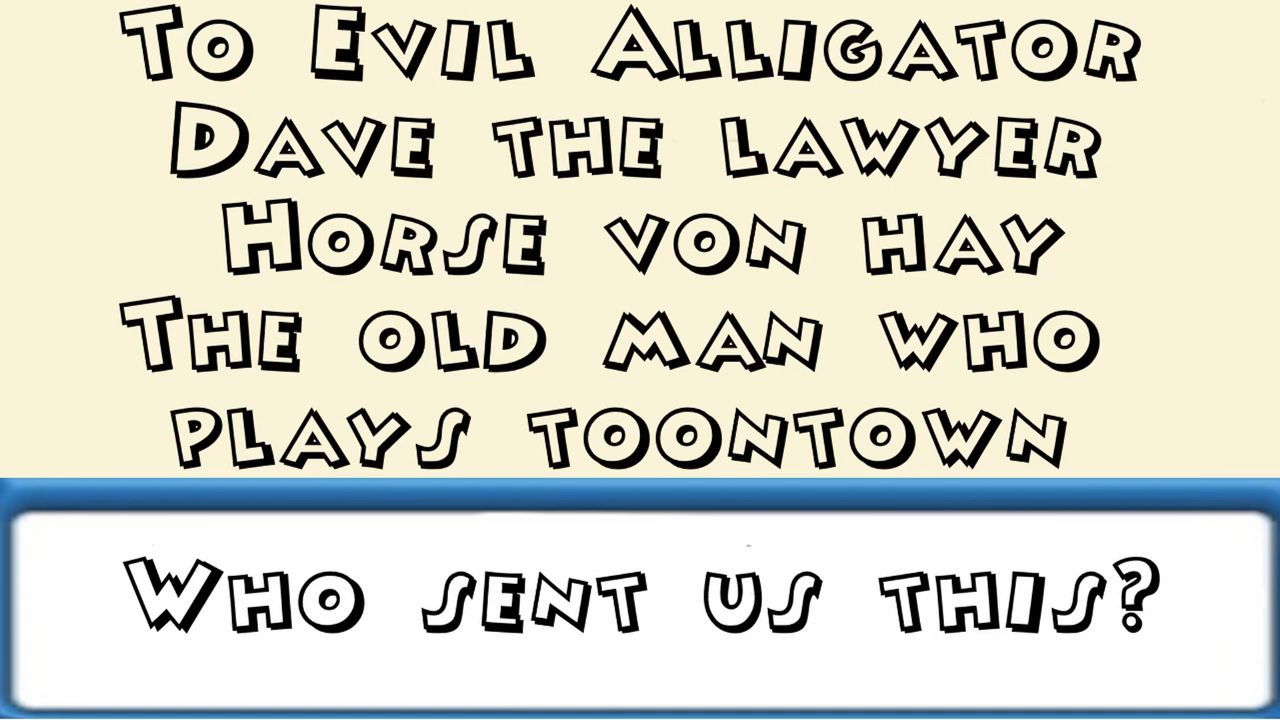 To Evil Alligator
Dave the lawyer
Horse von hay
The old man who
plays toontown
Who sent us this?